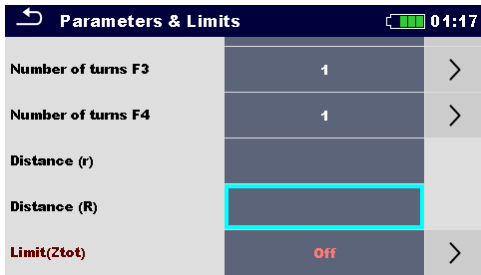 Parameters & Limits 01:17
Number of turns F3 1
Number of turns F4 1
Distance (r)
Distance (R)
Limit(Ztot) Off